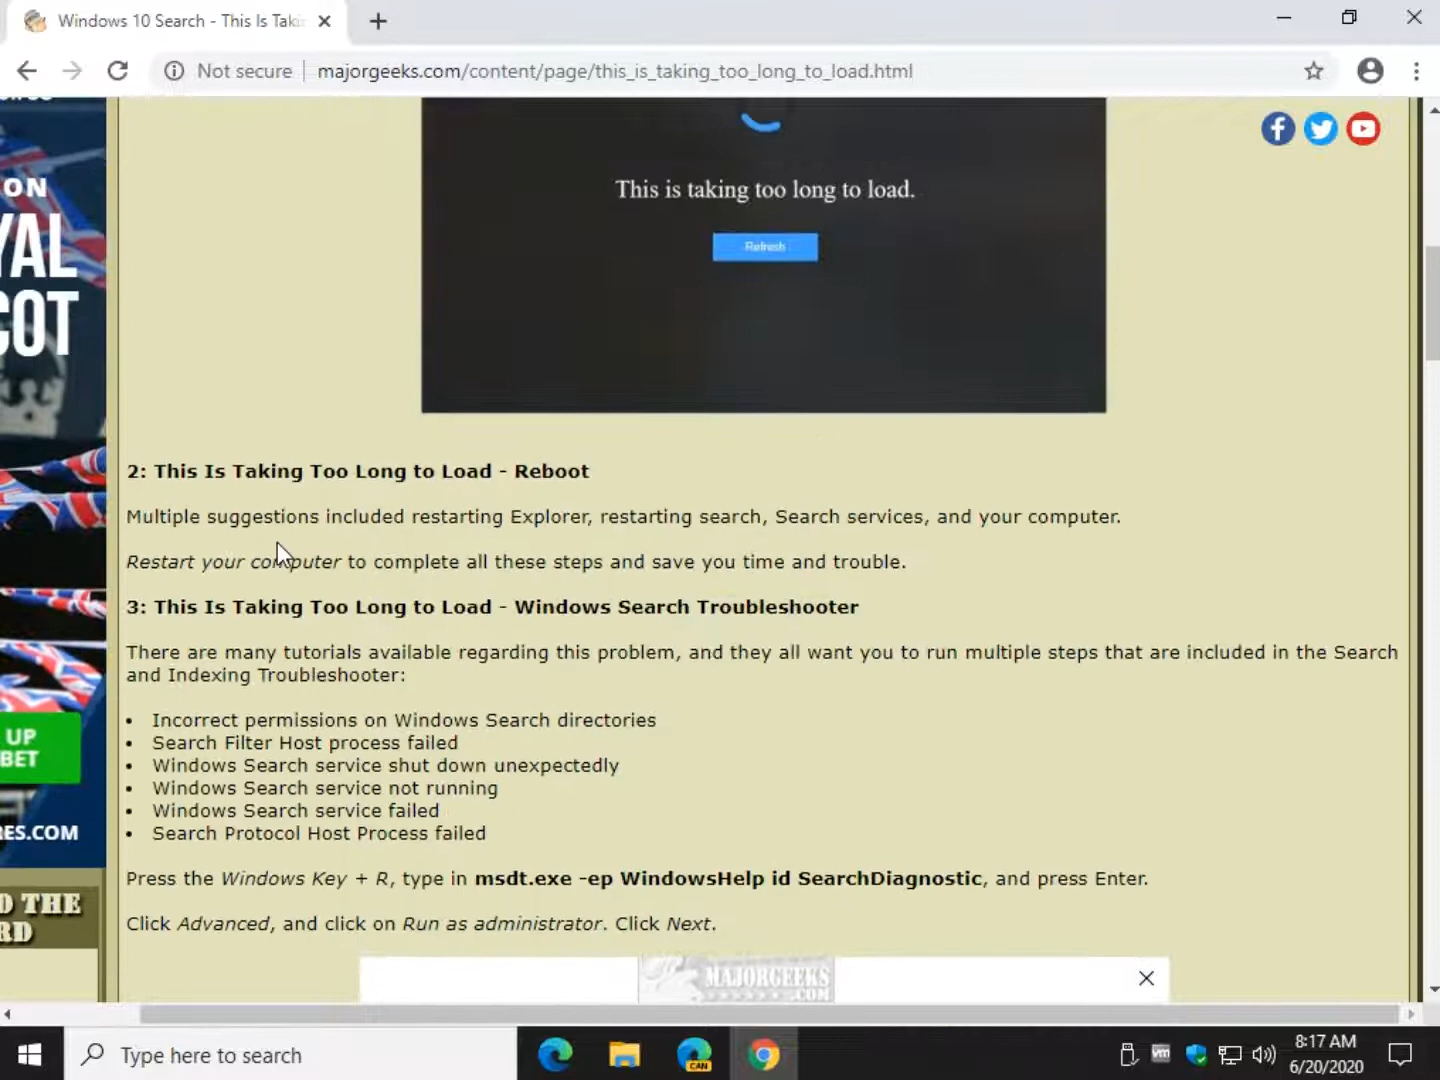 Windows 10 Search - This Is Taki
Not secure
majorgeeks.com/content/page/this_is_taking_too_long_to_load.html
ON
YAL
COT
UP
BET
RES.COM
D THE
RD
This is taking too long to load.
Refresh
2: This Is Taking Too Long to Load - Reboot
Multiple suggestions included restarting Explorer, restarting search, Search services, and your computer.
Restart your computer to complete all these steps and save you time and trouble.
3: This Is Taking Too Long to Load - Windows Search Troubleshooter
There are many tutorials available regarding this problem, and they all want you to run multiple steps that are included in the Search
and Indexing Troubleshooter:
• Incorrect permissions on Windows Search directories
• Search Filter Host process failed
• Windows Search service shut down unexpectedly
• Windows Search service not running
• Windows Search service failed
• Search Protocol Host Process failed
Press the Windows Key + R, type in msdt.exe -ep WindowsHelp id SearchDiagnostic, and press Enter.
Click Advanced, and click on Run as administrator. Click Next.
MAJORGEEKS
.COM
Type here to search
CAN
vm
8:17 AM
6/20/2020